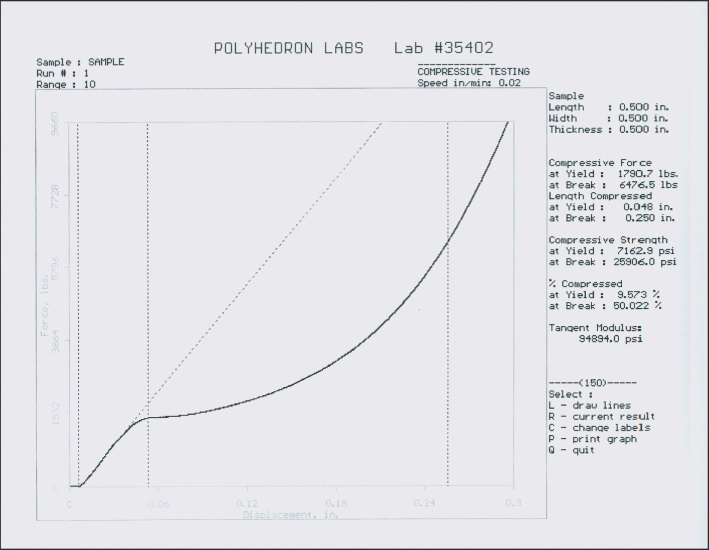 POLYHEDRON LABS Lab #35402
Sample : SAMPLE
Run # : 1
Range : 10
COMPRESSIVE TESTING
Speed in/min: 0.02
Sample
Length : 0.500 in.
Width : 0.500 in.
Thickness : 0.500 in.
Compressive Force
at Yield : 1790.7 lbs.
at Break : 6476.5 lbs
Length Compressed
at Yield : 0.048 in.
at Break : 0.250 in.
Compressive Strength
at Yield : 7162.9 psi
at Break : 25906.0 psi
% Compressed
at Yield : 9.573 %
at Break : 50.022 %
Tangent Modulus:
94894.0 psi
-----(150)-----
Select :
L - draw lines
R - current result
C - change labels
P - print graph
Q - quit
Force, lbs.
9660
7728
5796
3864
1932
0
0 0.06 0.12 0.18 0.24 0.3
Displacement, in.